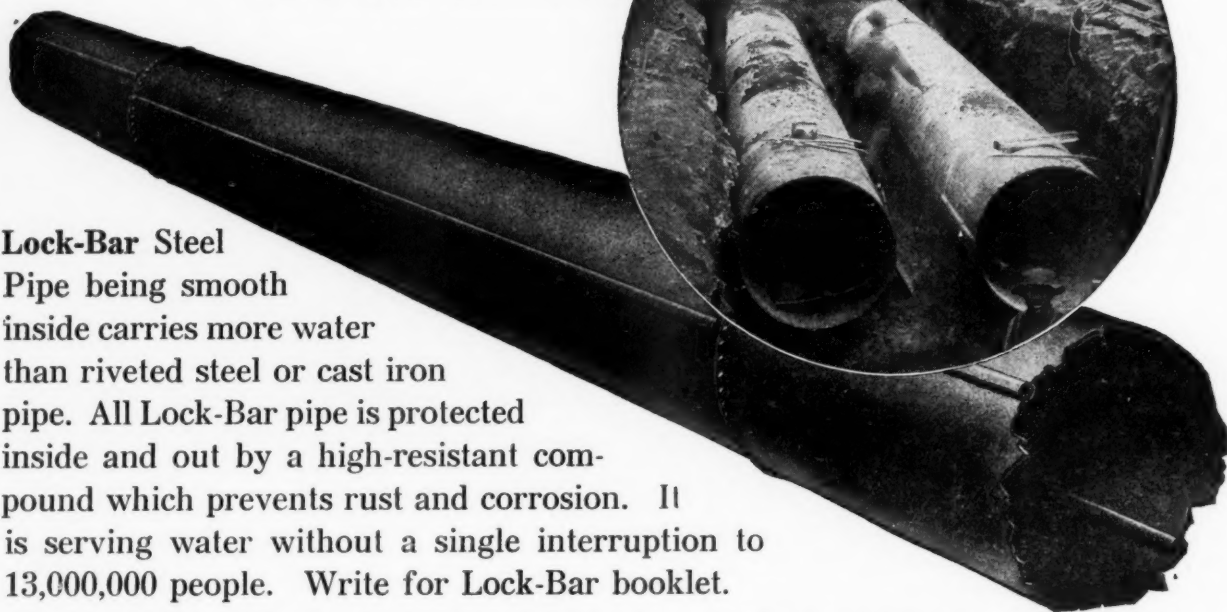 Lock-Bar Steel
Pipe being smooth
inside carries more water
than riveted steel or cast iron
pipe. All Lock-Bar pipe is protected
inside and out by a high-resistant com-
pound which prevents rust and corrosion. It
is serving water without a single interruption to
13,000,000 people. Write for Lock-Bar booklet.